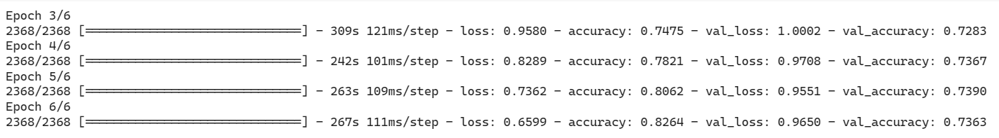 Epoch 3/6
2368/2368 [==============================] - 309s 121ms/step - loss: 0.9580 - accuracy: 0.7475 - val_loss: 1.0002 - val_accuracy: 0.7283
Epoch 4/6
2368/2368 [==============================] - 242s 101ms/step - loss: 0.8289 - accuracy: 0.7821 - val_loss: 0.9708 - val_accuracy: 0.7367
Epoch 5/6
2368/2368 [==============================] - 263s 109ms/step - loss: 0.7362 - accuracy: 0.8062 - val_loss: 0.9551 - val_accuracy: 0.7390
Epoch 6/6
2368/2368 [==============================] - 267s 111ms/step - loss: 0.6599 - accuracy: 0.8264 - val_loss: 0.9650 - val_accuracy: 0.7363